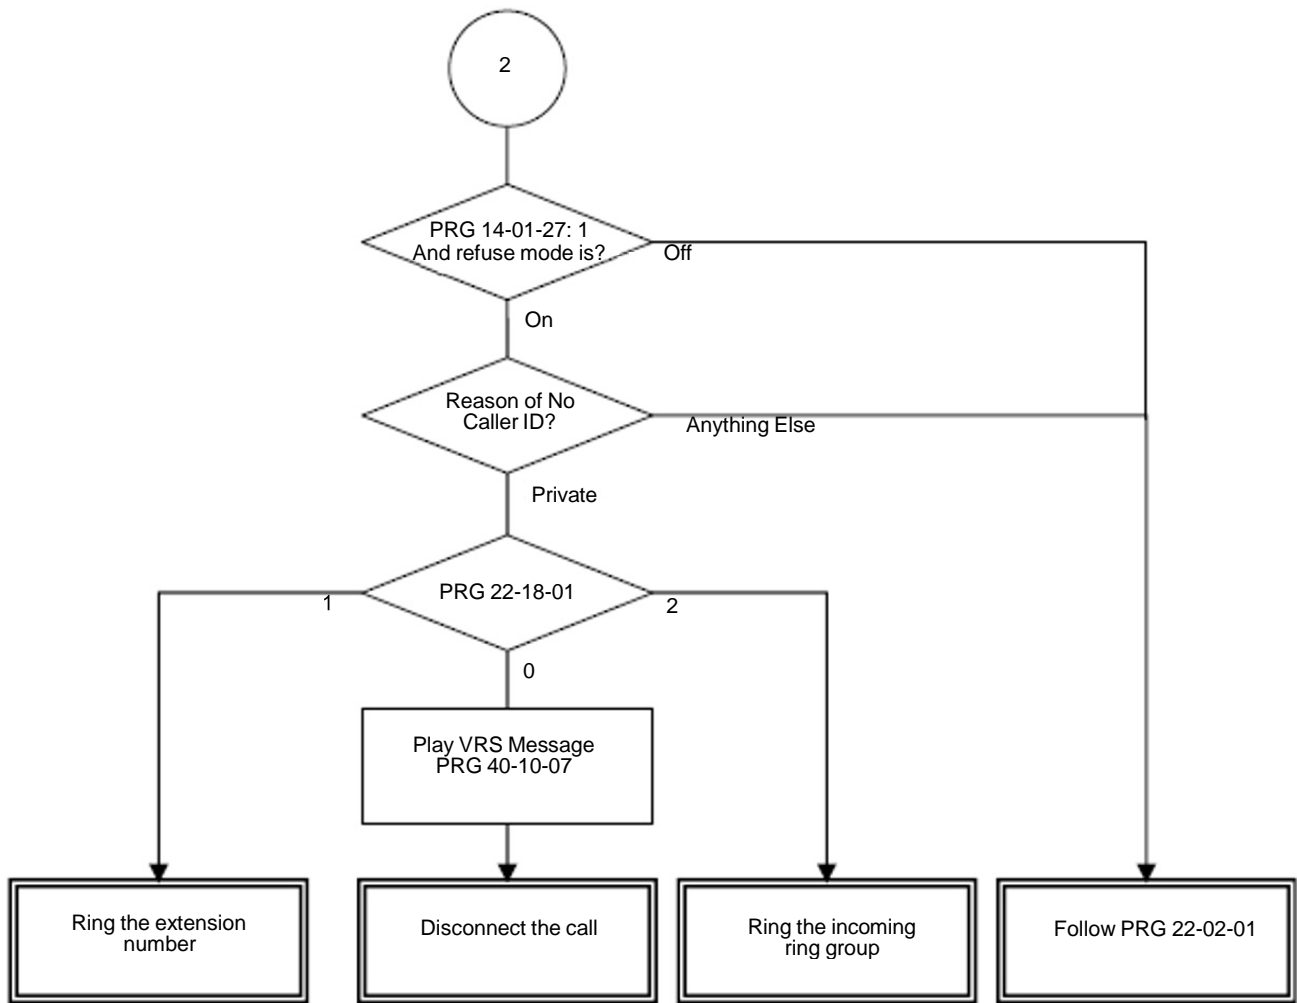 2
PRG 14-01-27: 1
And refuse mode is?
Off
On
Reason of No
Caller ID?
Anything Else
Private
PRG 22-18-01
1
2
0
Play VRS Message
PRG 40-10-07
Ring the extension
number
Disconnect the call
Ring the incoming
ring group
Follow PRG 22-02-01